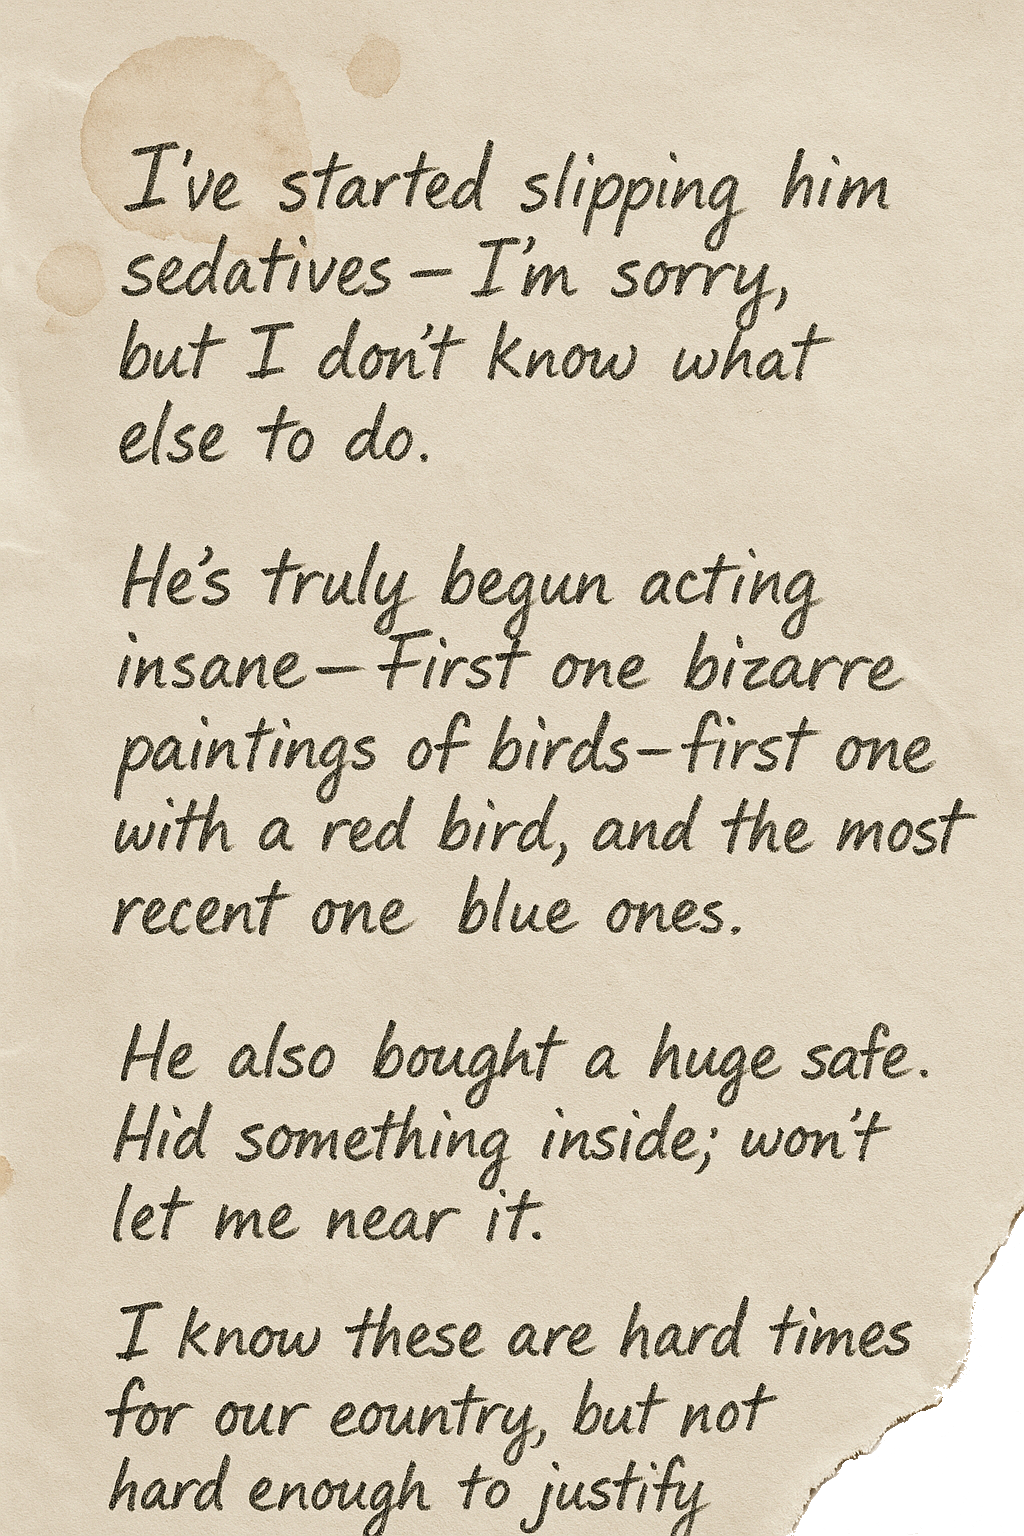 I've started slipping him
sedatives – I'm sorry,
but I don't know what
else to do.
He's truly begun acting
insane – First one bizarre
paintings of birds – first one
with a red bird, and the most
recent one blue ones.
He also bought a huge safe.
Hid something inside; won't
let me near it.
I know these are hard times
for our eountry, but not
hard enough to justify